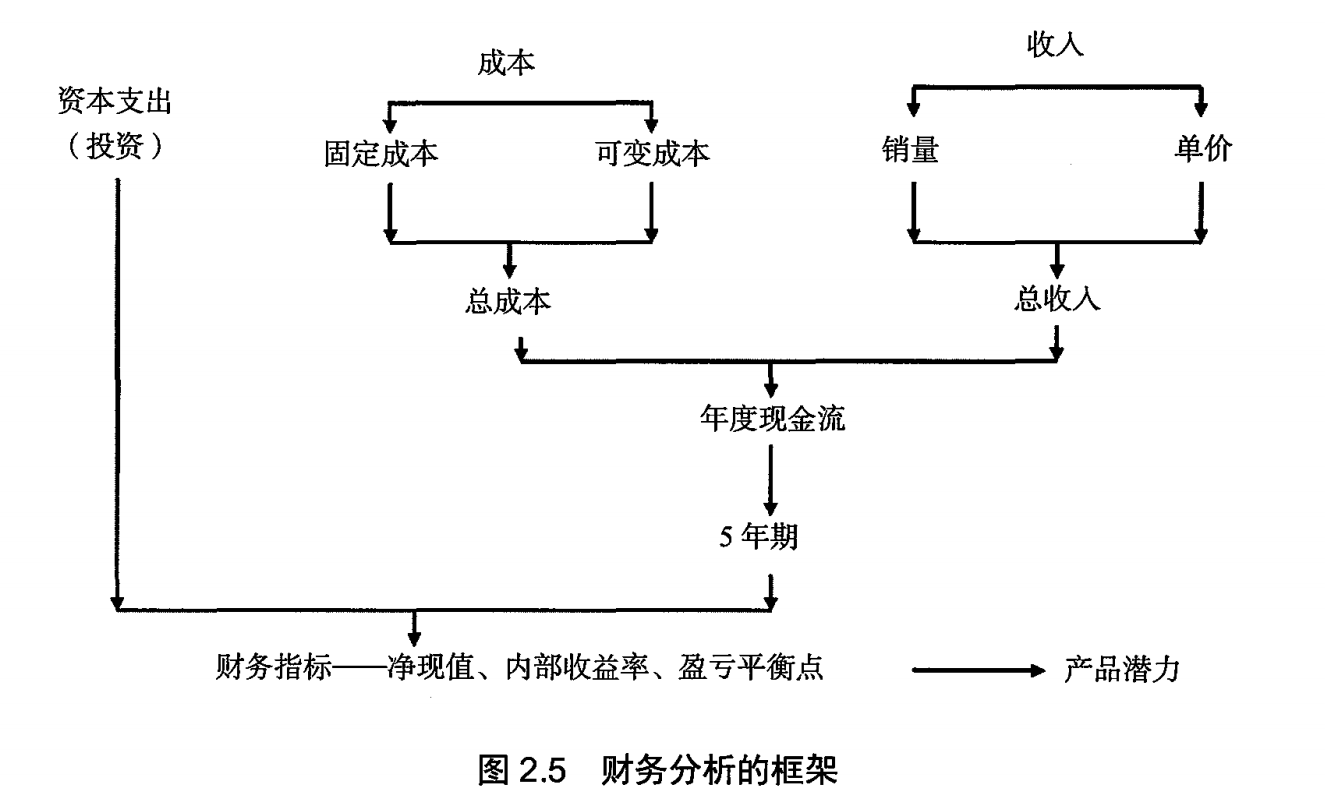 成本
收入
资本支出
（投资）
固定成本
可变成本
销量
单价
总成本
总收入
年度现金流
5 年期
财务指标——净现值、内部收益率、盈亏平衡点
产品潜力
图 2.5 财务分析的框架